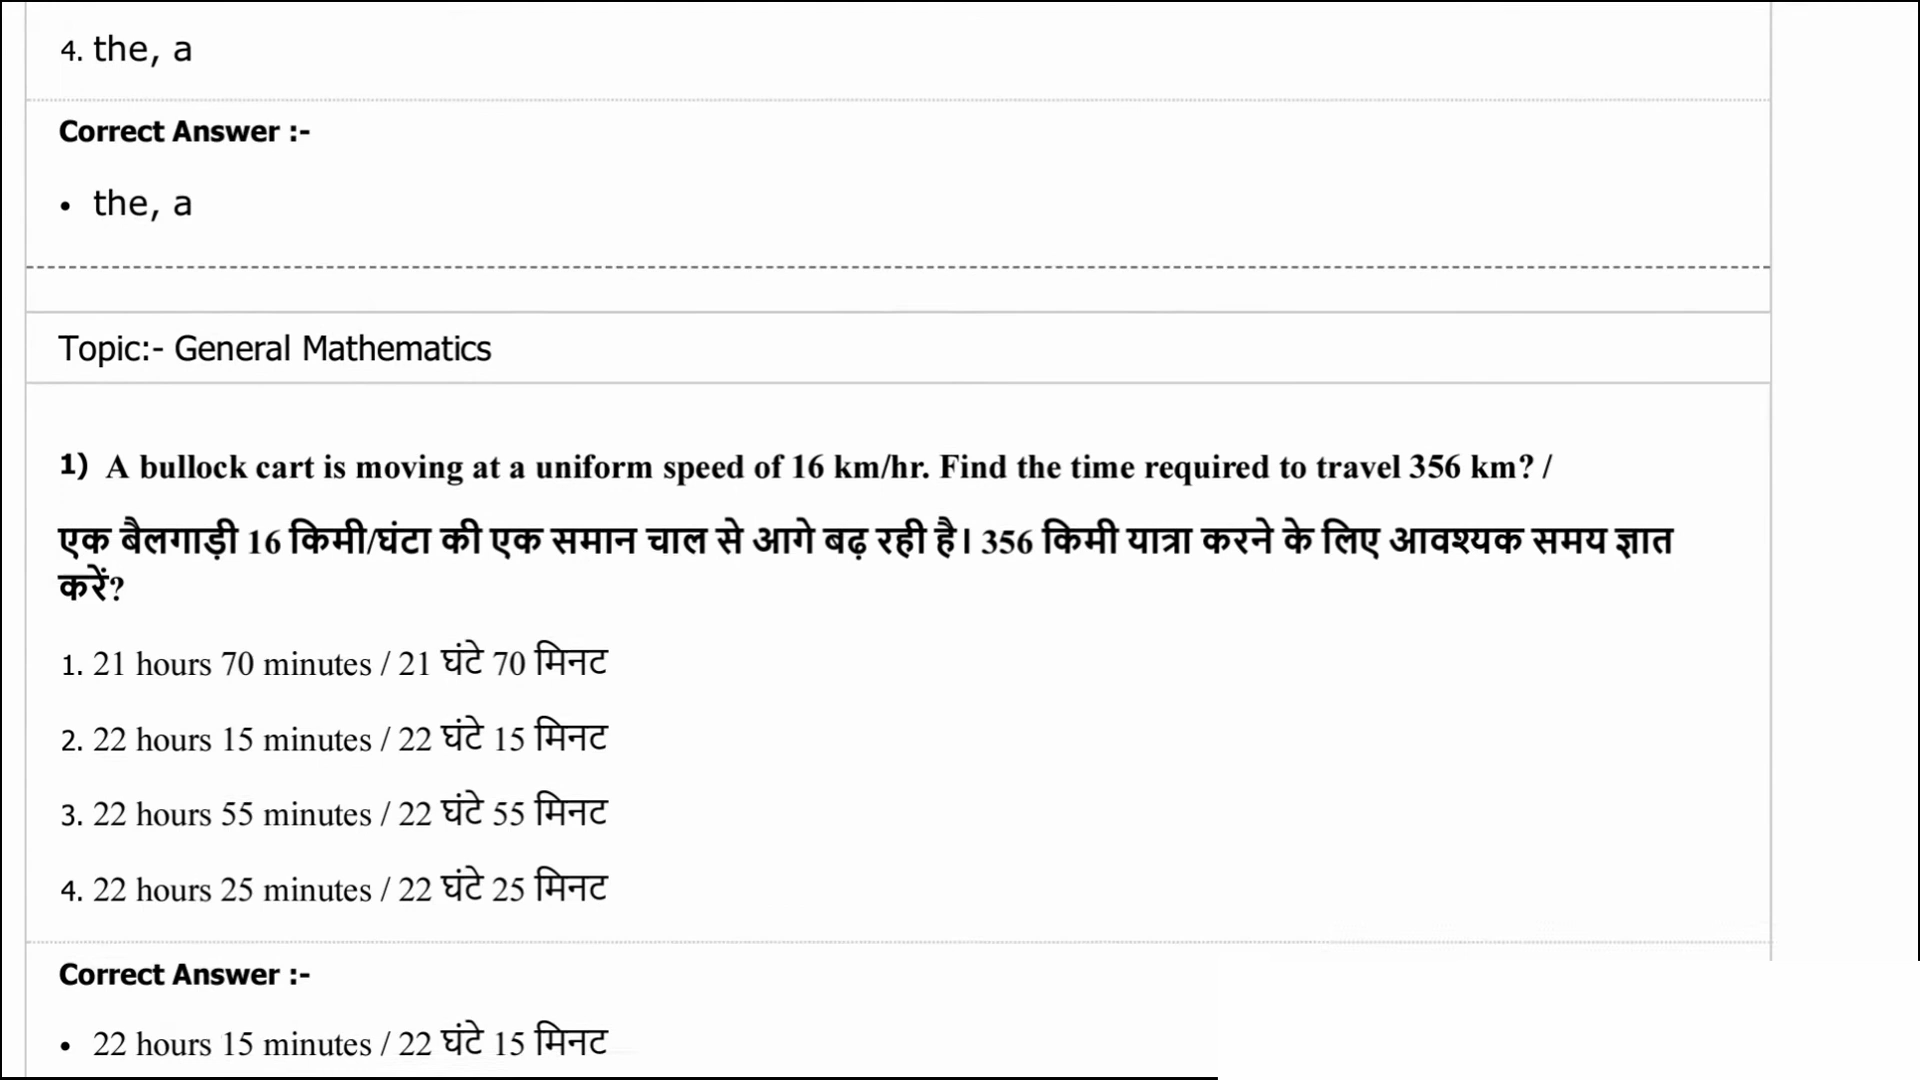 4. the, a
Correct Answer :-
• the, a
Topic:- General Mathematics
1) A bullock cart is moving at a uniform speed of 16 km/hr. Find the time required to travel 356 km? /
एक बैलगाड़ी 16 किमी/घंटा की एक समान चाल से आगे बढ़ रही है। 356 किमी यात्रा करने के लिए आवश्यक समय ज्ञात
करें?
1. 21 hours 70 minutes / 21 घंटे 70 मिनट
2. 22 hours 15 minutes / 22 घंटे 15 मिनट
3. 22 hours 55 minutes / 22 घंटे 55 मिनट
4. 22 hours 25 minutes / 22 घंटे 25 मिनट
Correct Answer :-
• 22 hours 15 minutes / 22 घंटे 15 मिनट